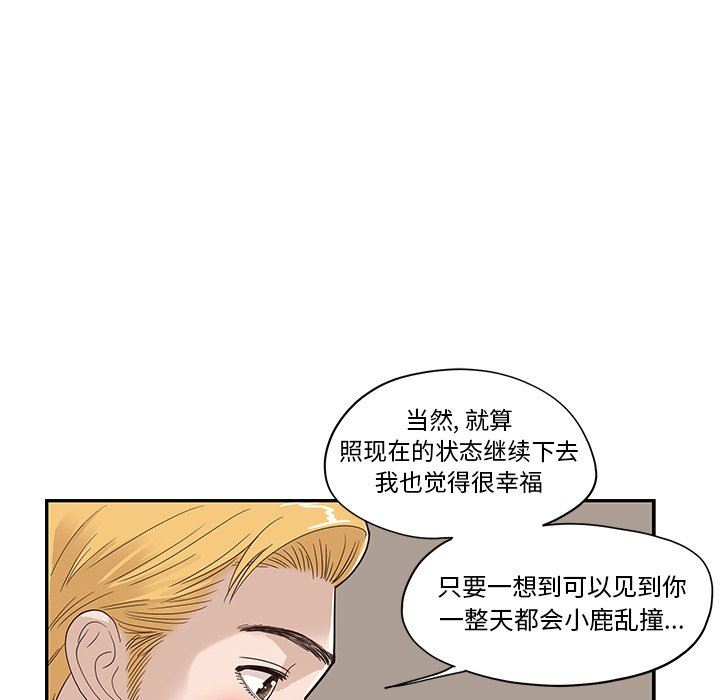 当然, 就算
照现在的状态继续下去
我也觉得很幸福
只要一想到可以见到你
一整天都会小鹿乱撞...